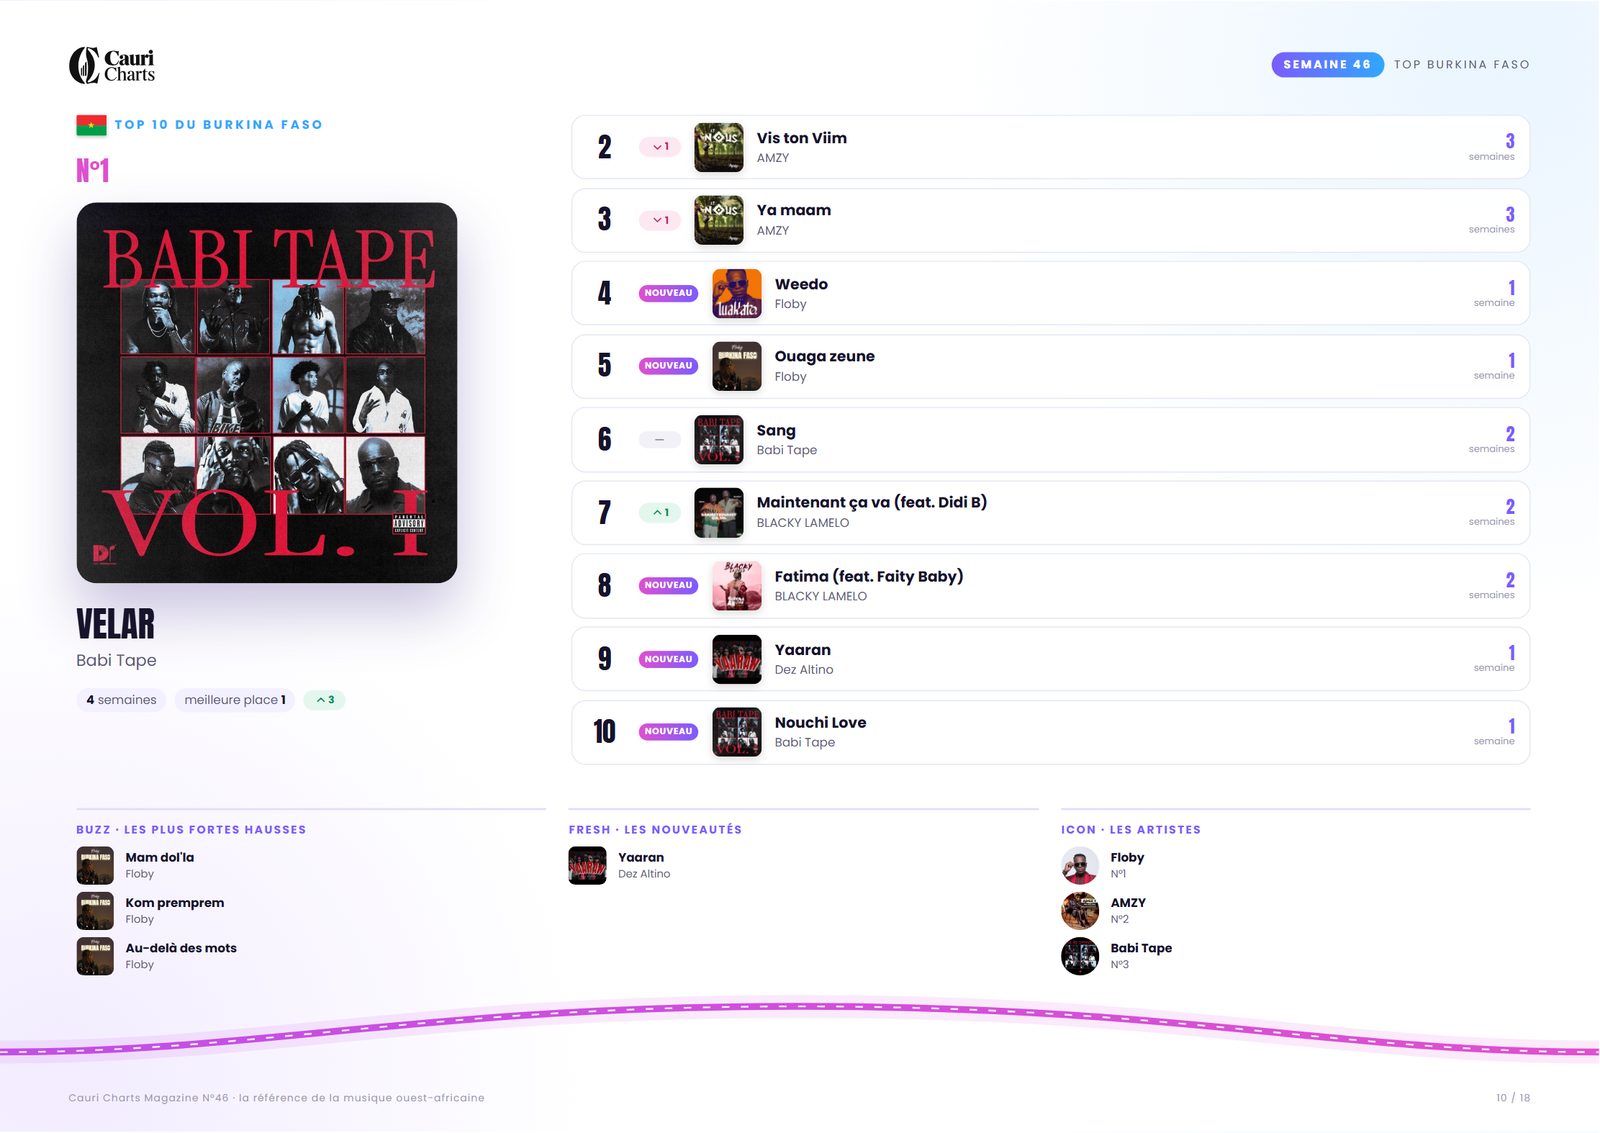 Cauri
Charts
SEMAINE 46
TOP BURKINA FASO
TOP 10 DU BURKINA FASO
N°1
BABI TAPE
VOL. I
PARENTAL
ADVISORY
EXPLICIT CONTENT
VELAR
Babi Tape
4 semaines
meilleure place 1
3
2
1
Vis ton Viim
AMZY
3
semaines
3
1
Ya maam
AMZY
3
semaines
4
NOUVEAU
Weedo
Floby
1
semaine
5
NOUVEAU
Ouaga zeune
Floby
1
semaine
6
–
Sang
Babi Tape
2
semaines
7
1
Maintenant ça va (feat. Didi B)
BLACKY LAMELO
2
semaines
8
NOUVEAU
Fatima (feat. Faity Baby)
BLACKY LAMELO
2
semaines
9
NOUVEAU
Yaaran
Dez Altino
1
semaine
10
NOUVEAU
Nouchi Love
Babi Tape
1
semaine
BUZZ · LES PLUS FORTES HAUSSES
Mam dol'la
Floby
Kom premprem
Floby
Au-delà des mots
Floby
FRESH · LES NOUVEAUTÉS
Yaaran
Dez Altino
ICON · LES ARTISTES
Floby
N°1
AMZY
N°2
Babi Tape
N°3
Cauri Charts Magazine N°46 · la référence de la musique ouest-africaine
10 / 18